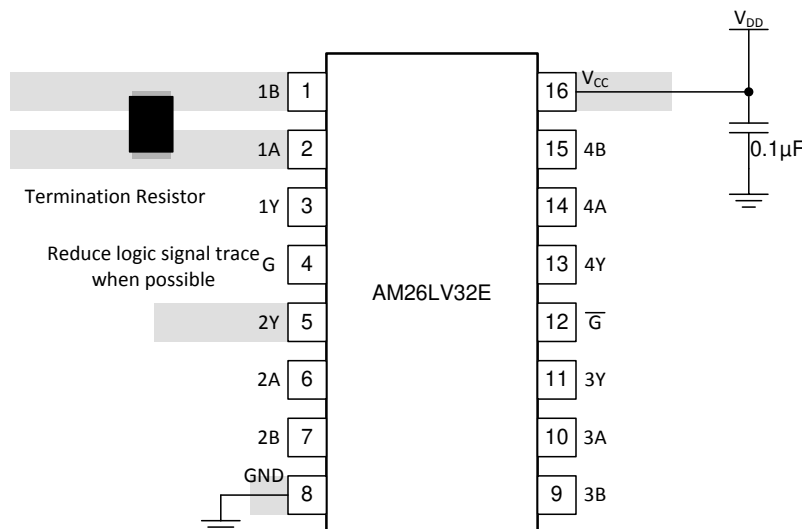 V_DD
1B 1 16 V_CC
0.1µF
1A 2 15 4B
Termination Resistor
1Y 3 14 4A
Reduce logic signal trace
when possible
G 4 13 4Y
AM26LV32E
2Y 5 12 G̅
2A 6 11 3Y
2B 7 10 3A
GND 8 9 3B